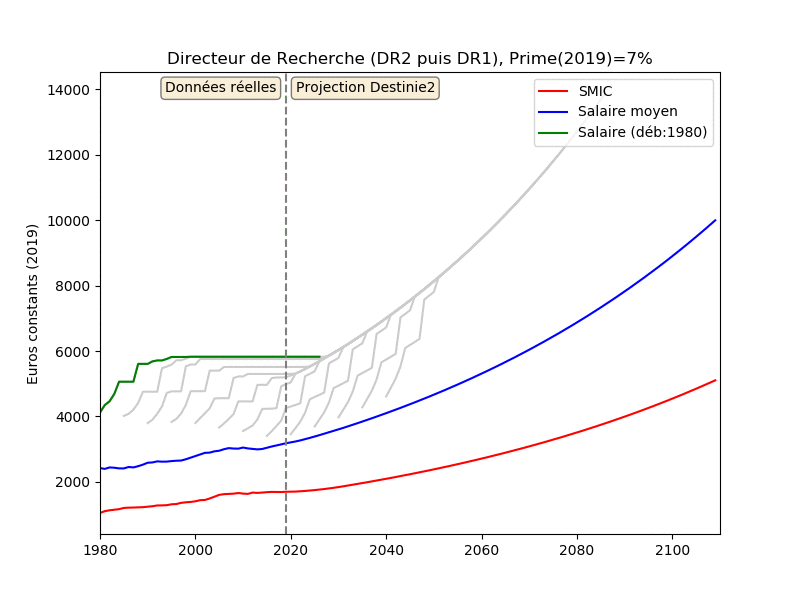 Directeur de Recherche (DR2 puis DR1), Prime(2019)=7%
Données réelles
Projection Destinie2
SMIC
Salaire moyen
Salaire (déb:1980)
Euros constants (2019)
14000
12000
10000
8000
6000
4000
2000
1980
2000
2020
2040
2060
2080
2100